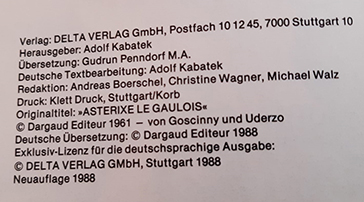 Verlag: DELTA VERLAG GmbH, Postfach 10 12 45, 7000 Stuttgart 10
Herausgeber: Adolf Kabatek
Übersetzung: Gudrun Penndorf M.A.
Deutsche Textbearbeitung: Adolf Kabatek
Redaktion: Andreas Boerschel, Christine Wagner, Michael Walz
Druck: Klett Druck, Stuttgart/Korb
Originaltitel: »ASTERIXE LE GAULOIS«
© Dargaud Editeur 1961 — von Goscinny und Uderzo
Deutsche Übersetzung: © Dargaud Editeur 1988
Exklusiv-Lizenz für die deutschsprachige Ausgabe:
© DELTA VERLAG GmbH, Stuttgart 1988
Neuauflage 1988